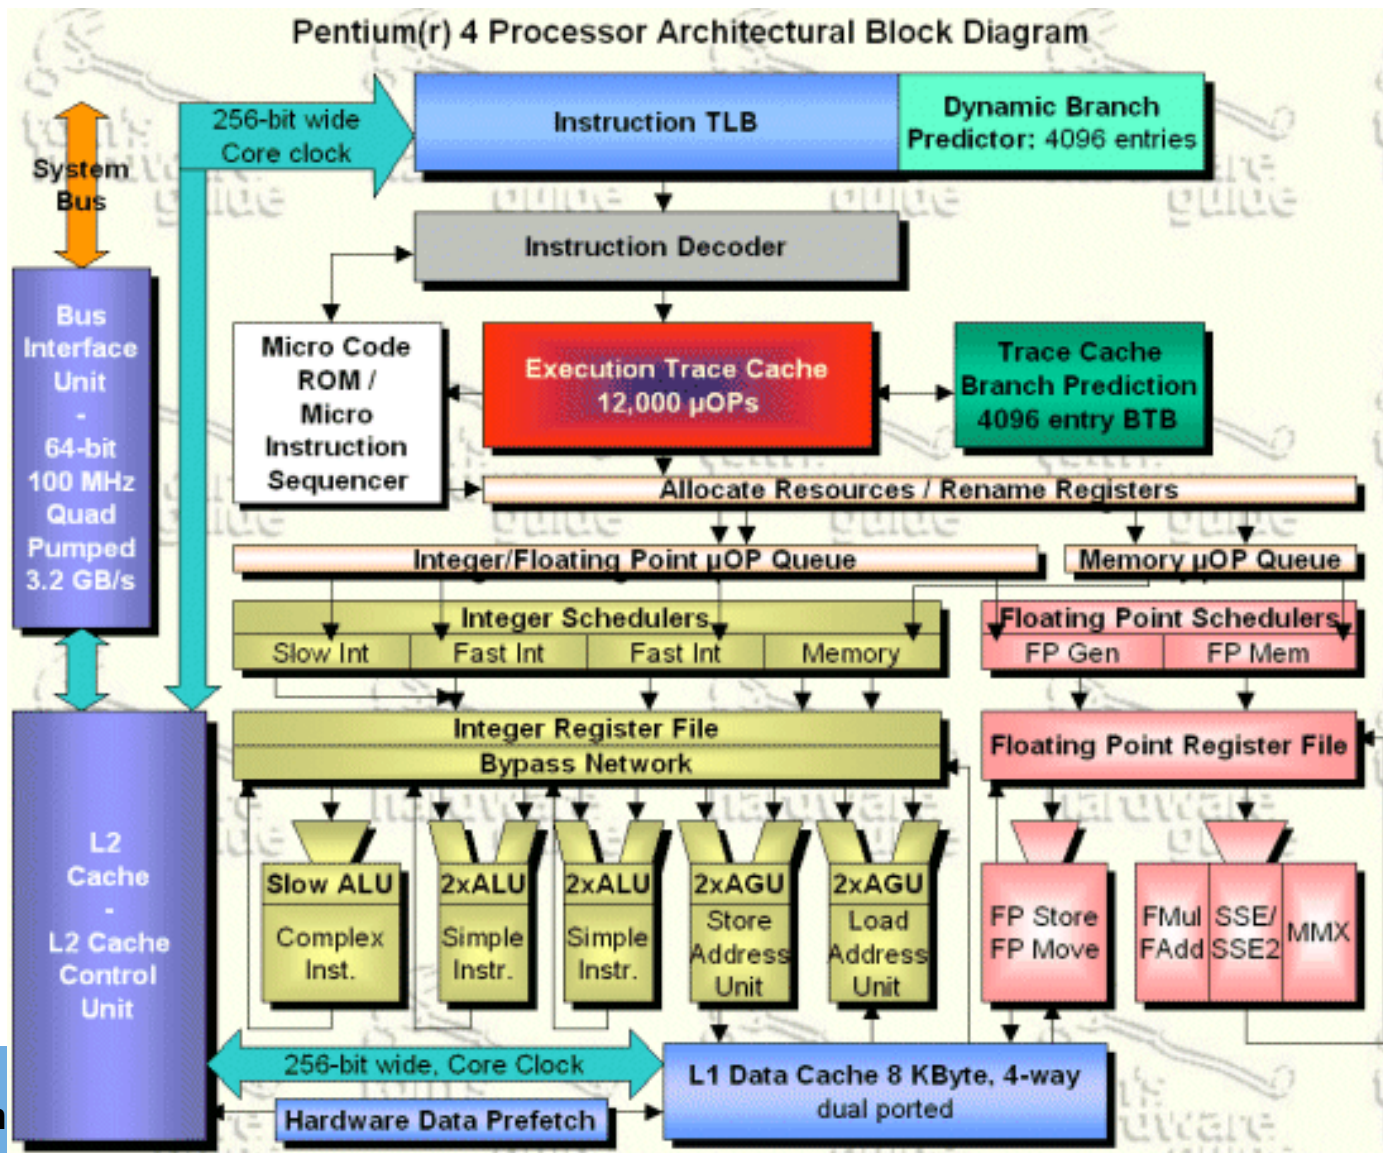 Pentium(r) 4 Processor Architectural Block Diagram
256-bit wide
Core clock
Instruction TLB
Dynamic Branch
Predictor: 4096 entries
System
Bus
Instruction Decoder
Bus
Interface
Unit
-
64-bit
100 MHz
Quad
Pumped
3.2 GB/s
Micro Code
ROM /
Micro
Instruction
Sequencer
Execution Trace Cache
12,000 µOPs
Trace Cache
Branch Prediction
4096 entry BTB
Allocate Resources / Rename Registers
Integer/Floating Point µOP Queue
Memory µOP Queue
Integer Schedulers
Slow Int
Fast Int
Fast Int
Memory
Floating Point Schedulers
FP Gen
FP Mem
Integer Register File
Bypass Network
Floating Point Register File
L2
Cache
-
L2 Cache
Control
Unit
Slow ALU
Complex
Inst.
2xALU
Simple
Instr.
2xALU
Simple
Instr.
2xAGU
Store
Address
Unit
2xAGU
Load
Address
Unit
FP Store
FP Move
FMul
FAdd
SSE/
SSE2
MMX
256-bit wide, Core Clock
L1 Data Cache 8 KByte, 4-way
dual ported
Hardware Data Prefetch
tom's
hardware
guide